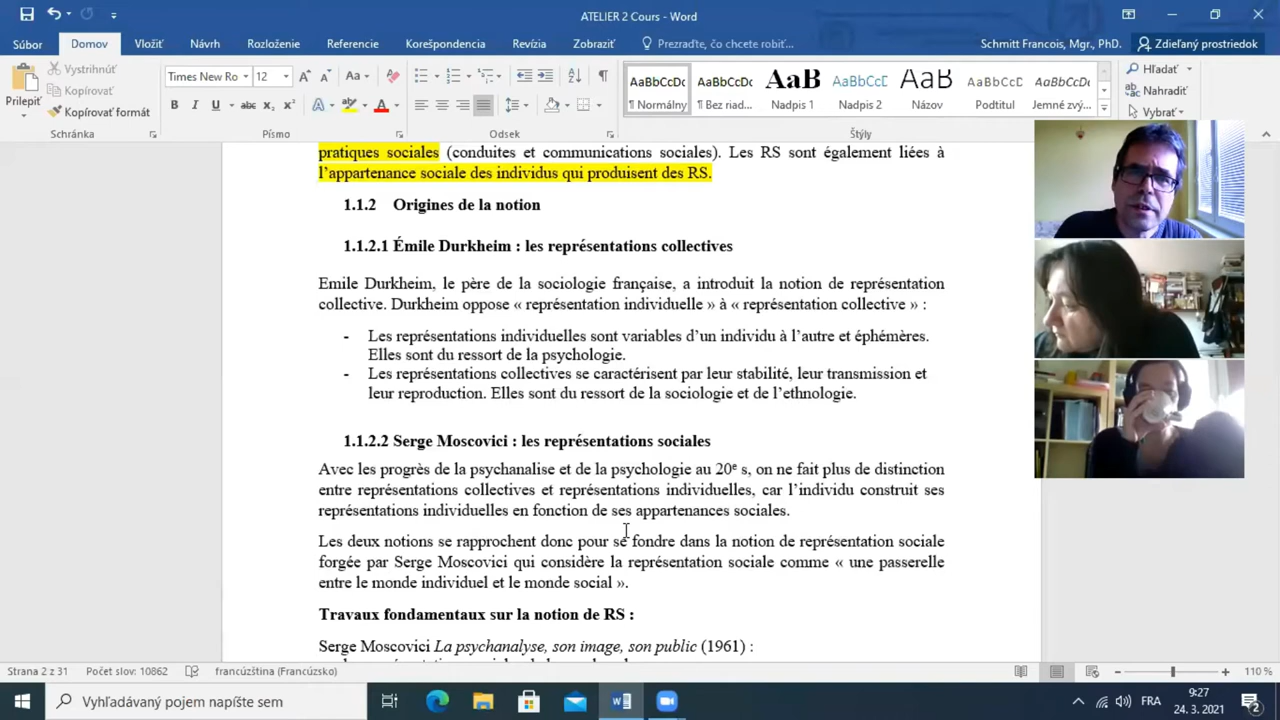 ATELIER 2 Cours - Word
Súbor Domov Vložiť Návrh Rozloženie Referencie Korešpondencia Revízia Zobraziť Prezraďte, čo chcete robiť... Schmitt Francois, Mgr., PhD. Zdieľaný prostriedok
Prilepiť
Vystrihnúť
Kopírovať
Kopírovať formát
Schránka
Times New Ro 12
Písmo
Odsek
AaBbCcDc AaBbCcDc AaB AaBbCcD AaB AaBbCcD AaBbCcDc
¶ Normálny ¶ Bez riad... Nadpis 1 Nadpis 2 Názov Podtitul Jemné zvý...
Štýly
Hľadať
Nahradiť
Vybrať
pratiques sociales (conduites et communications sociales). Les RS sont également liées à
l’appartenance sociale des individus qui produisent des RS.
1.1.2 Origines de la notion
1.1.2.1 Émile Durkheim : les représentations collectives
Emile Durkheim, le père de la sociologie française, a introduit la notion de représentation
collective. Durkheim oppose « représentation individuelle » à « représentation collective » :
- Les représentations individuelles sont variables d’un individu à l’autre et éphémères.
Elles sont du ressort de la psychologie.
- Les représentations collectives se caractérisent par leur stabilité, leur transmission et
leur reproduction. Elles sont du ressort de la sociologie et de l’ethnologie.
1.1.2.2 Serge Moscovici : les représentations sociales
Avec les progrès de la psychanalise et de la psychologie au 20e s, on ne fait plus de distinction
entre représentations collectives et représentations individuelles, car l’individu construit ses
représentations individuelles en fonction de ses appartenances sociales.
Les deux notions se rapprochent donc pour se fondre dans la notion de représentation sociale
forgée par Serge Moscovici qui considère la représentation sociale comme « une passerelle
entre le monde individuel et le monde social ».
Travaux fondamentaux sur la notion de RS :
Serge Moscovici La psychanalyse, son image, son public (1961) :
Strana 2 z 31 Počet slov: 10862 francúzština (Francúzsko) 110 %
Vyhľadávaný pojem napíšte sem
FRA
9:27
24. 3. 2021
2